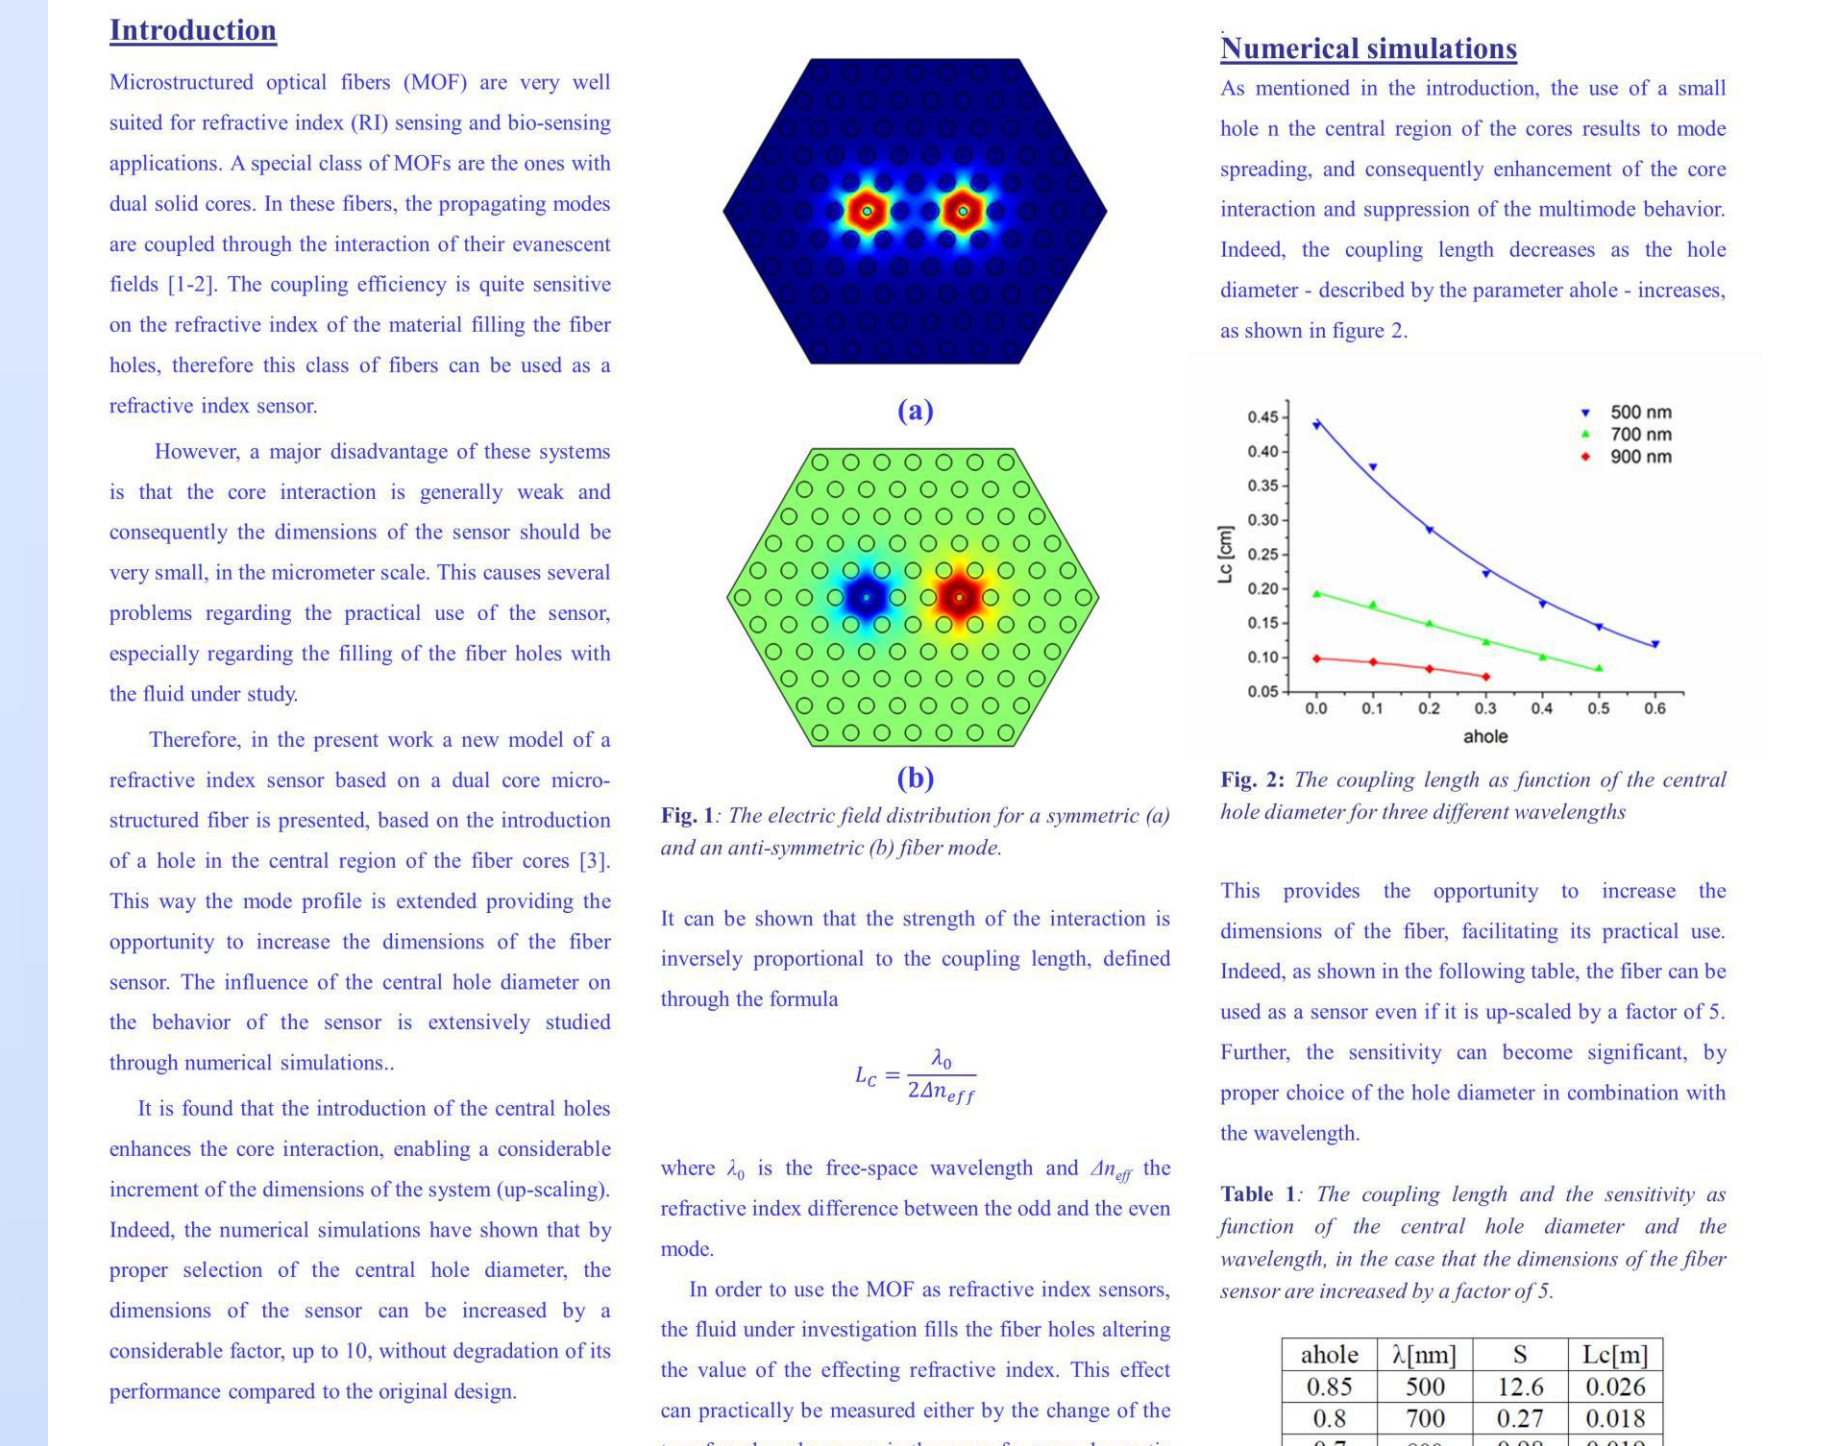 Introduction
Microstructured optical fibers (MOF) are very well
suited for refractive index (RI) sensing and bio-sensing
applications. A special class of MOFs are the ones with
dual solid cores. In these fibers, the propagating modes
are coupled through the interaction of their evanescent
fields [1-2]. The coupling efficiency is quite sensitive
on the refractive index of the material filling the fiber
holes, therefore this class of fibers can be used as a
refractive index sensor.
However, a major disadvantage of these systems
is that the core interaction is generally weak and
consequently the dimensions of the sensor should be
very small, in the micrometer scale. This causes several
problems regarding the practical use of the sensor,
especially regarding the filling of the fiber holes with
the fluid under study.
Therefore, in the present work a new model of a
refractive index sensor based on a dual core micro-
structured fiber is presented, based on the introduction
of a hole in the central region of the fiber cores [3].
This way the mode profile is extended providing the
opportunity to increase the dimensions of the fiber
sensor. The influence of the central hole diameter on
the behavior of the sensor is extensively studied
through numerical simulations..
It is found that the introduction of the central holes
enhances the core interaction, enabling a considerable
increment of the dimensions of the system (up-scaling).
Indeed, the numerical simulations have shown that by
proper selection of the central hole diameter, the
dimensions of the sensor can be increased by a
considerable factor, up to 10, without degradation of its
performance compared to the original design.
(a)
(b)
Fig. 1: The electric field distribution for a symmetric (a)
and an anti-symmetric (b) fiber mode.
It can be shown that the strength of the interaction is
inversely proportional to the coupling length, defined
through the formula
L_C = λ_0 / 2Δn_eff
where λ_0 is the free-space wavelength and Δn_eff the
refractive index difference between the odd and the even
mode.
In order to use the MOF as refractive index sensors,
the fluid under investigation fills the fiber holes altering
the value of the effecting refractive index. This effect
can practically be measured either by the change of the
.
Numerical simulations
As mentioned in the introduction, the use of a small
hole n the central region of the cores results to mode
spreading, and consequently enhancement of the core
interaction and suppression of the multimode behavior.
Indeed, the coupling length decreases as the hole
diameter - described by the parameter ahole - increases,
as shown in figure 2.
500 nm
700 nm
900 nm
Lc [cm]
0.45
0.40
0.35
0.30
0.25
0.20
0.15
0.10
0.05
0.0 0.1 0.2 0.3 0.4 0.5 0.6
ahole
Fig. 2: The coupling length as function of the central
hole diameter for three different wavelengths
This provides the opportunity to increase the
dimensions of the fiber, facilitating its practical use.
Indeed, as shown in the following table, the fiber can be
used as a sensor even if it is up-scaled by a factor of 5.
Further, the sensitivity can become significant, by
proper choice of the hole diameter in combination with
the wavelength.
Table 1: The coupling length and the sensitivity as
function of the central hole diameter and the
wavelength, in the case that the dimensions of the fiber
sensor are increased by a factor of 5.
ahole λ[nm] S Lc[m]
0.85 500 12.6 0.026
0.8 700 0.27 0.018